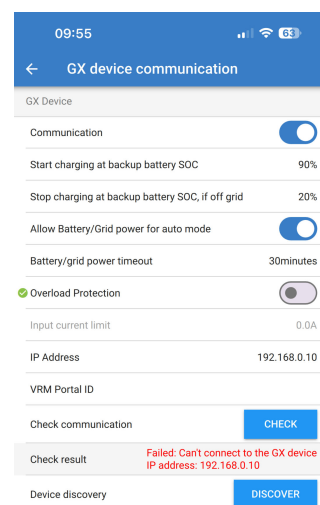 09:55
63
GX device communication
GX Device
Communication
Start charging at backup battery SOC 90%
Stop charging at backup battery SOC, if off grid 20%
Allow Battery/Grid power for auto mode
Battery/grid power timeout 30minutes
Overload Protection
Input current limit 0.0A
IP Address 192.168.0.10
VRM Portal ID
Check communication CHECK
Check result Failed: Can't connect to the GX device
IP address: 192.168.0.10
Device discovery DISCOVER